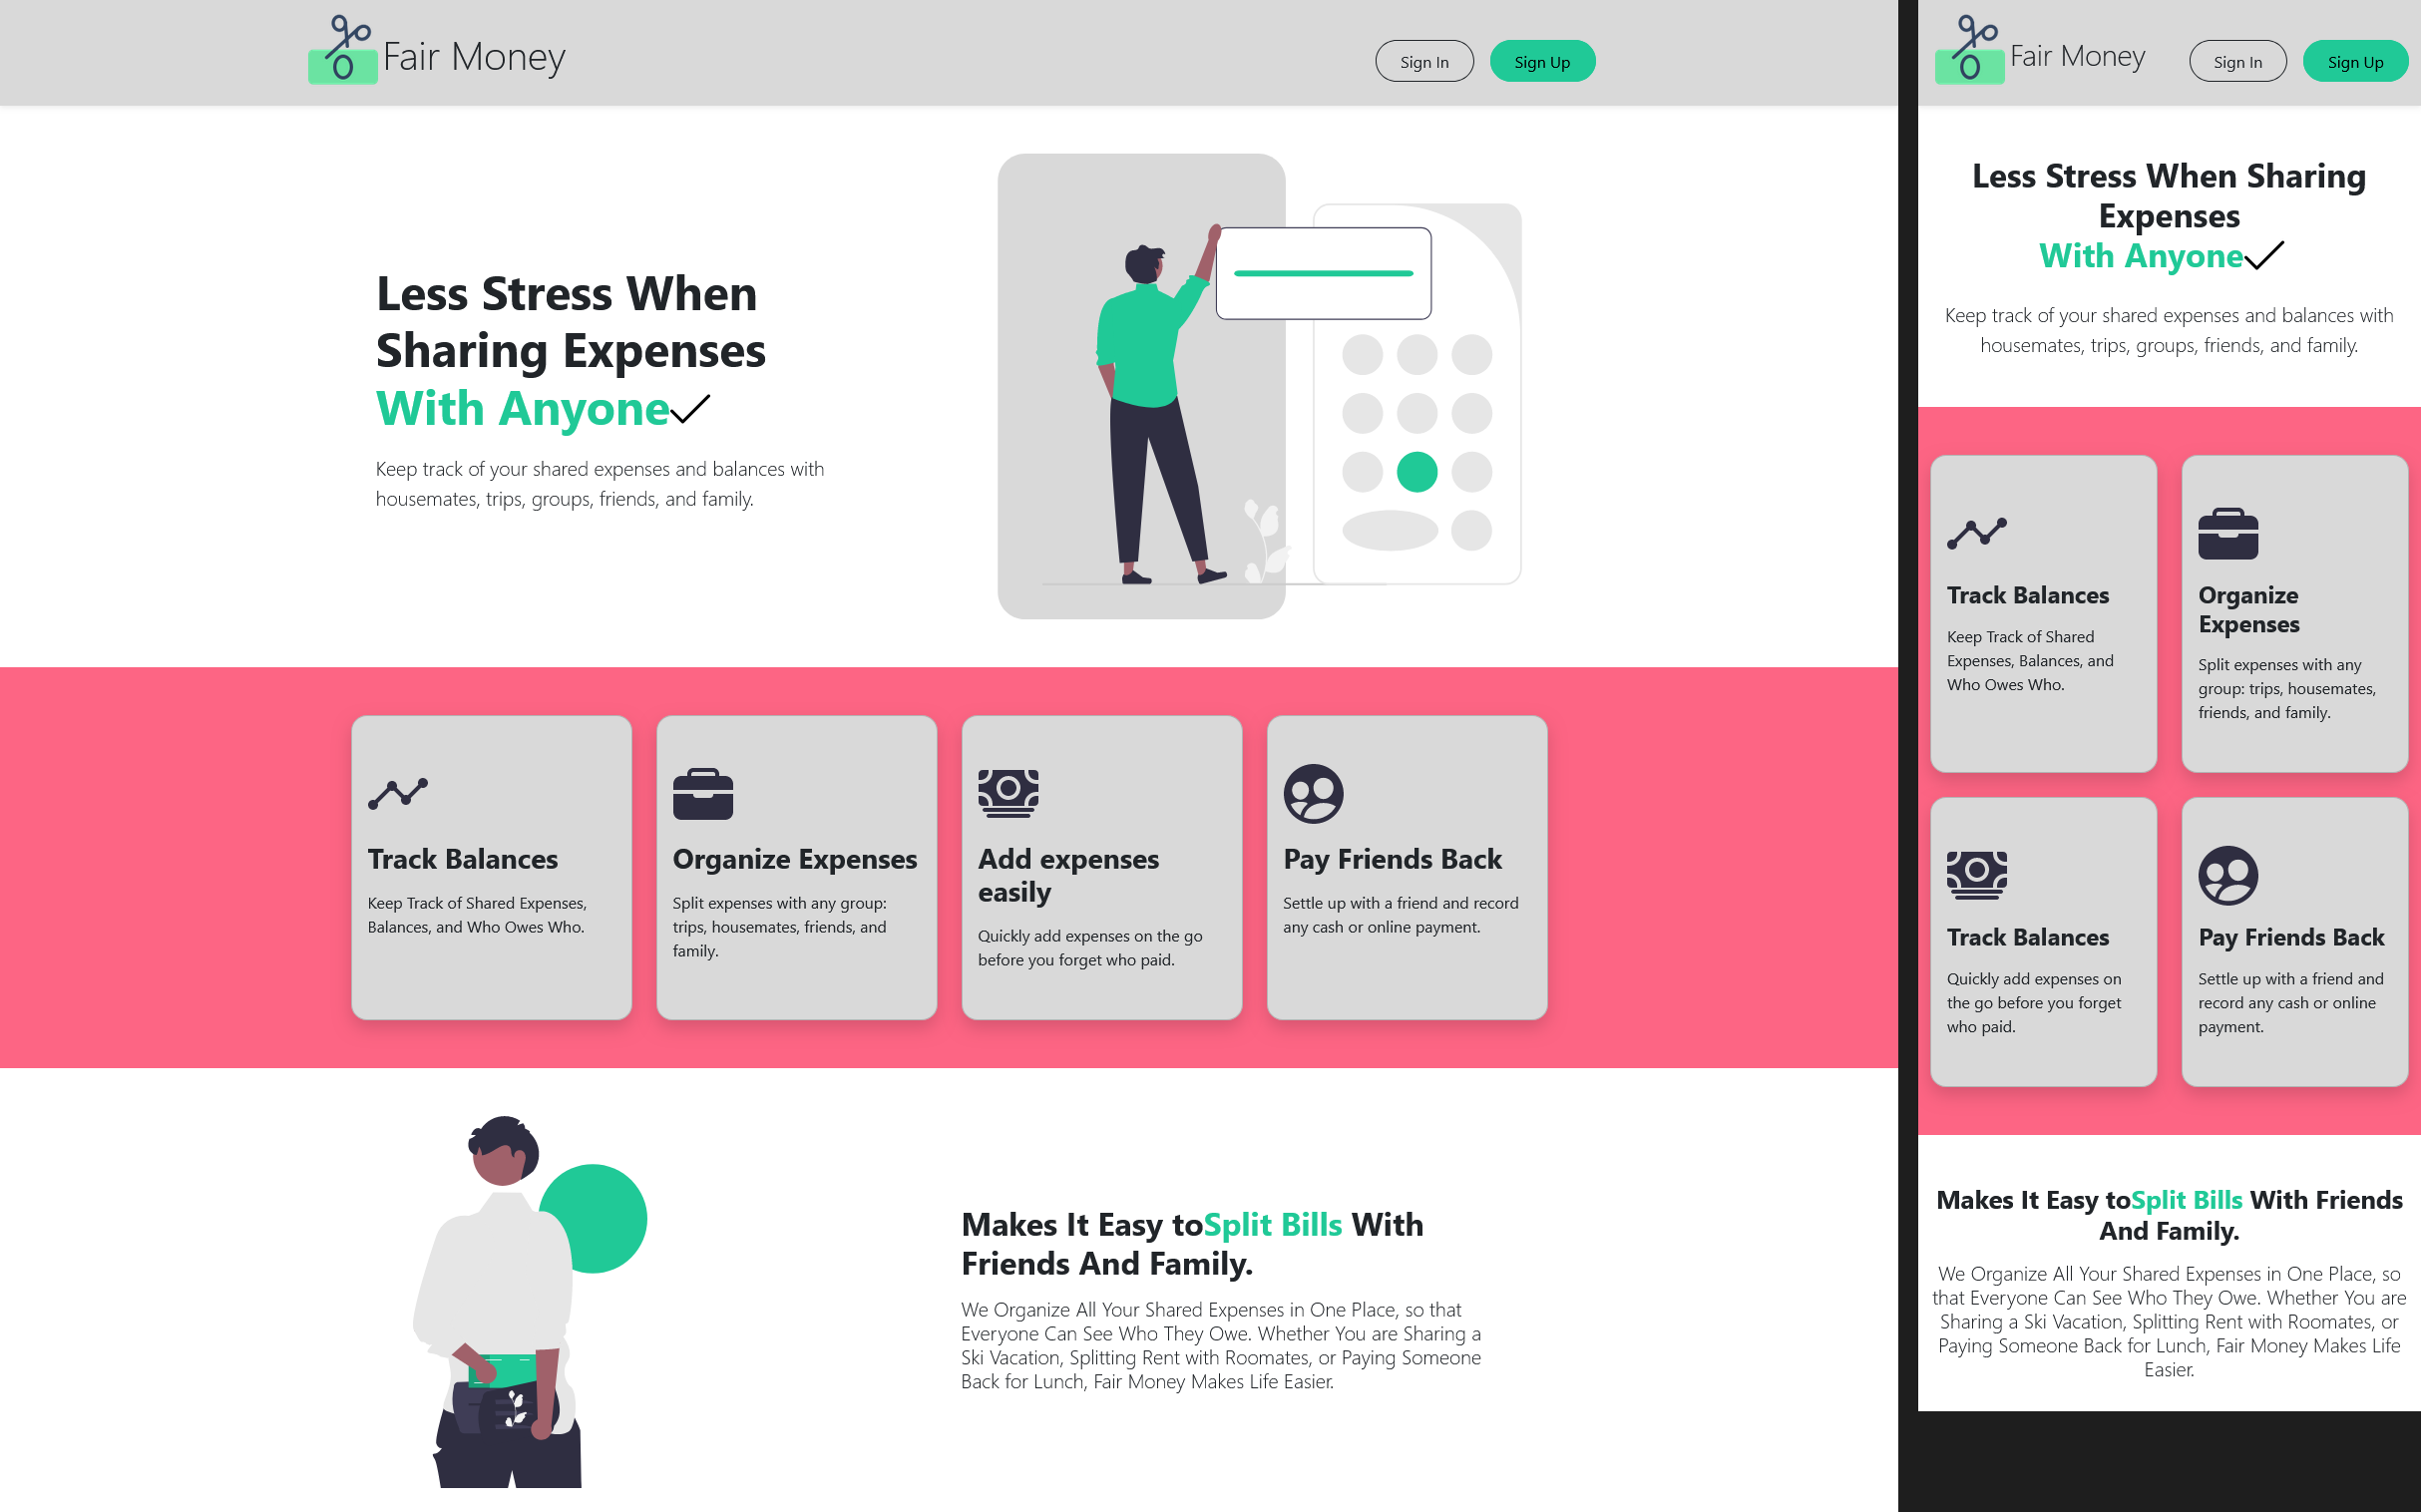 Fair Money
Sign In
Sign Up
Less Stress When
Sharing Expenses
With Anyone
Keep track of your shared expenses and balances with
housemates, trips, groups, friends, and family.
Track Balances
Keep Track of Shared Expenses,
Balances, and Who Owes Who.
Organize Expenses
Split expenses with any group:
trips, housemates, friends, and
family.
Add expenses
easily
Quickly add expenses on the go
before you forget who paid.
Pay Friends Back
Settle up with a friend and record
any cash or online payment.
Makes It Easy toSplit Bills With
Friends And Family.
We Organize All Your Shared Expenses in One Place, so that
Everyone Can See Who They Owe. Whether You are Sharing a
Ski Vacation, Splitting Rent with Roomates, or Paying Someone
Back for Lunch, Fair Money Makes Life Easier.
Fair Money
Sign In
Sign Up
Less Stress When Sharing
Expenses
With Anyone
Keep track of your shared expenses and balances with
housemates, trips, groups, friends, and family.
Track Balances
Keep Track of Shared
Expenses, Balances, and
Who Owes Who.
Organize
Expenses
Split expenses with any
group: trips, housemates,
friends, and family.
Track Balances
Quickly add expenses on
the go before you forget
who paid.
Pay Friends Back
Settle up with a friend and
record any cash or online
payment.
Makes It Easy toSplit Bills With Friends
And Family.
We Organize All Your Shared Expenses in One Place, so
that Everyone Can See Who They Owe. Whether You are
Sharing a Ski Vacation, Splitting Rent with Roomates, or
Paying Someone Back for Lunch, Fair Money Makes Life
Easier.